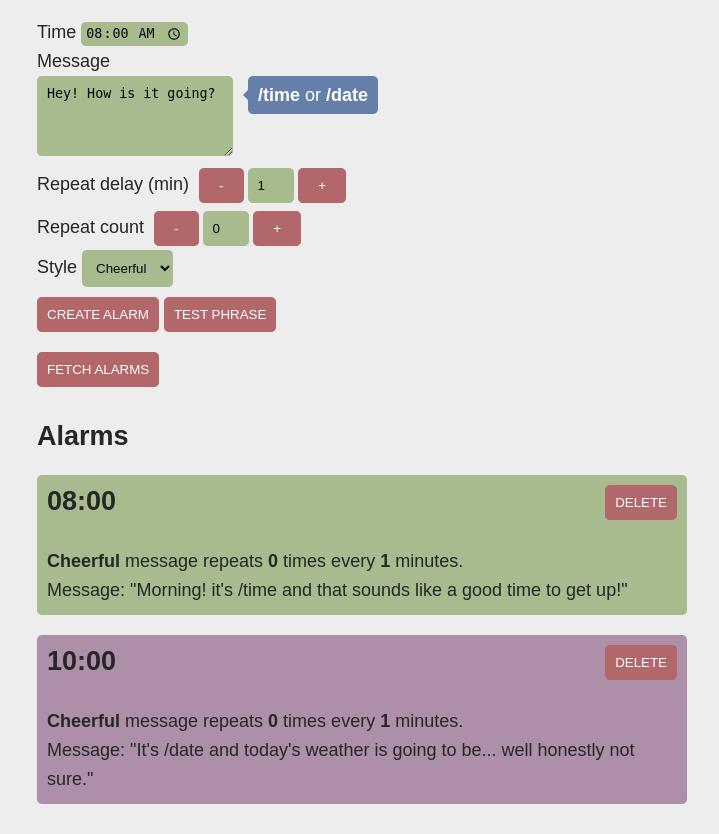 Time 08:00 AM
Message
Hey! How is it going?
/time or /date
Repeat delay (min) - 1 +
Repeat count - 0 +
Style Cheerful
CREATE ALARM TEST PHRASE
FETCH ALARMS
Alarms
08:00 DELETE
Cheerful message repeats 0 times every 1 minutes.
Message: "Morning! it's /time and that sounds like a good time to get up!"
10:00 DELETE
Cheerful message repeats 0 times every 1 minutes.
Message: "It's /date and today's weather is going to be... well honestly not
sure."